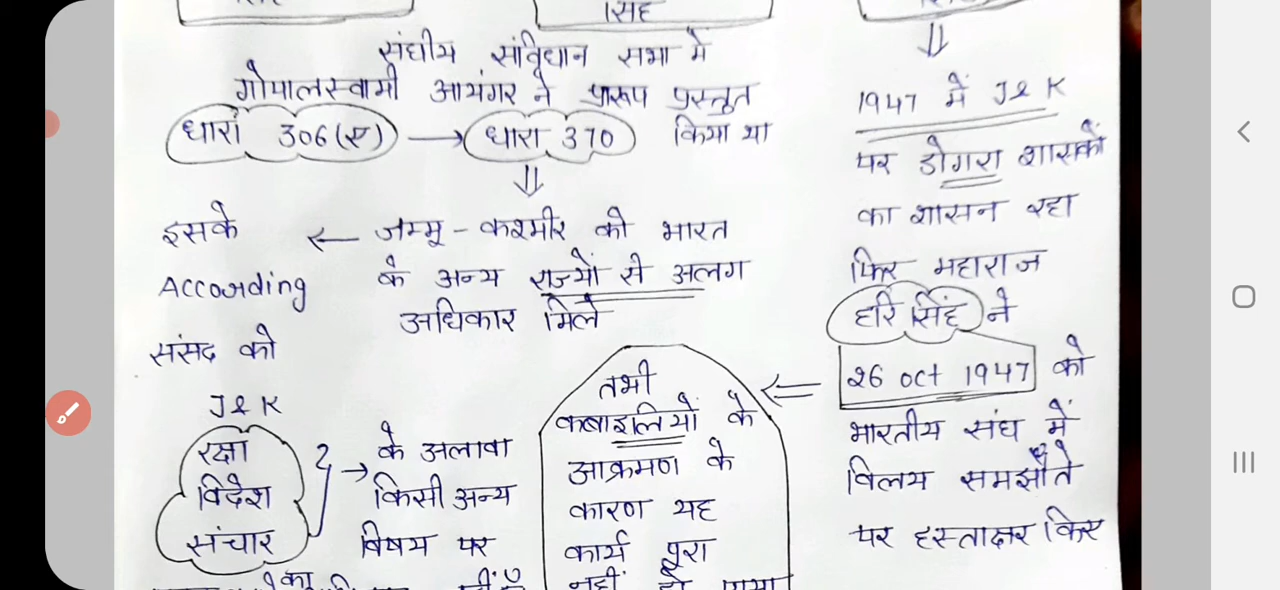 सिंह
संघीय संविधान सभा में
गोपालस्वामी आयंगर ने प्रारूप प्रस्तुत
धारा 306(ए) → धारा 370 किया था
⇓
इसके ← जम्मू - कश्मीर को भारत
According के अन्य राज्यों से अलग
अधिकार मिले
संसद को
J & K
रक्षा
विदेश
संचार
→ के अलावा
किसी अन्य
विषय पर
का
तभी
कबाइलियों के
आक्रमण के
कारण यह
कार्य पूरा
नहीं हो पाया
⇓
1947 में J & K
पर डोगरा शासकों
का शासन रहा
फिर महाराज
हरि सिंह ने
⇐ 26 oct 1947 को
भारतीय संघ में
विलय समझौते
पर हस्ताक्षर किए